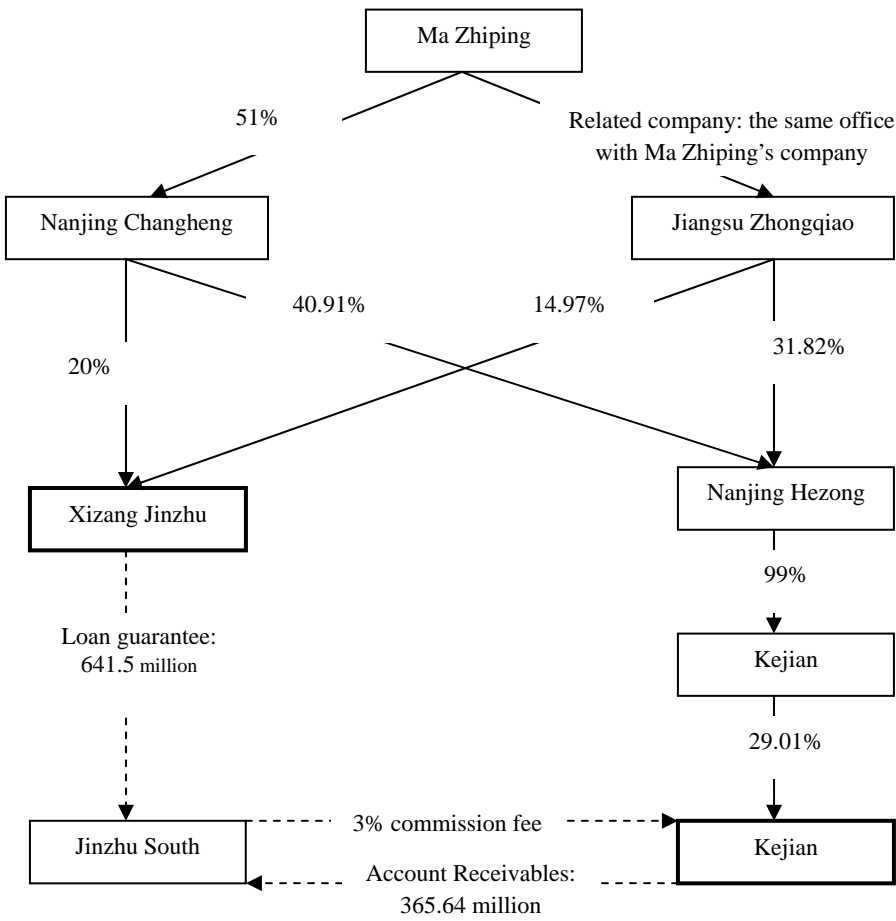 Ma Zhiping
51%
Related company: the same office
with Ma Zhiping's company
Nanjing Changheng
Jiangsu Zhongqiao
40.91%
14.97%
20%
31.82%
Xizang Jinzhu
Nanjing Hezong
99%
Loan guarantee:
641.5 million
Kejian
29.01%
Jinzhu South
3% commission fee
Kejian
Account Receivables:
365.64 million